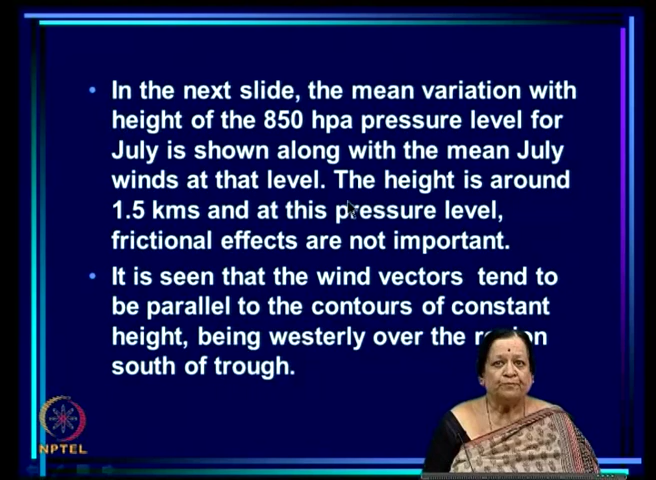 • In the next slide, the mean variation with
height of the 850 hpa pressure level for
July is shown along with the mean July
winds at that level. The height is around
1.5 kms and at this pressure level,
frictional effects are not important.
• It is seen that the wind vectors tend to
be parallel to the contours of constant
height, being westerly over the
south of trough.
NPTEL